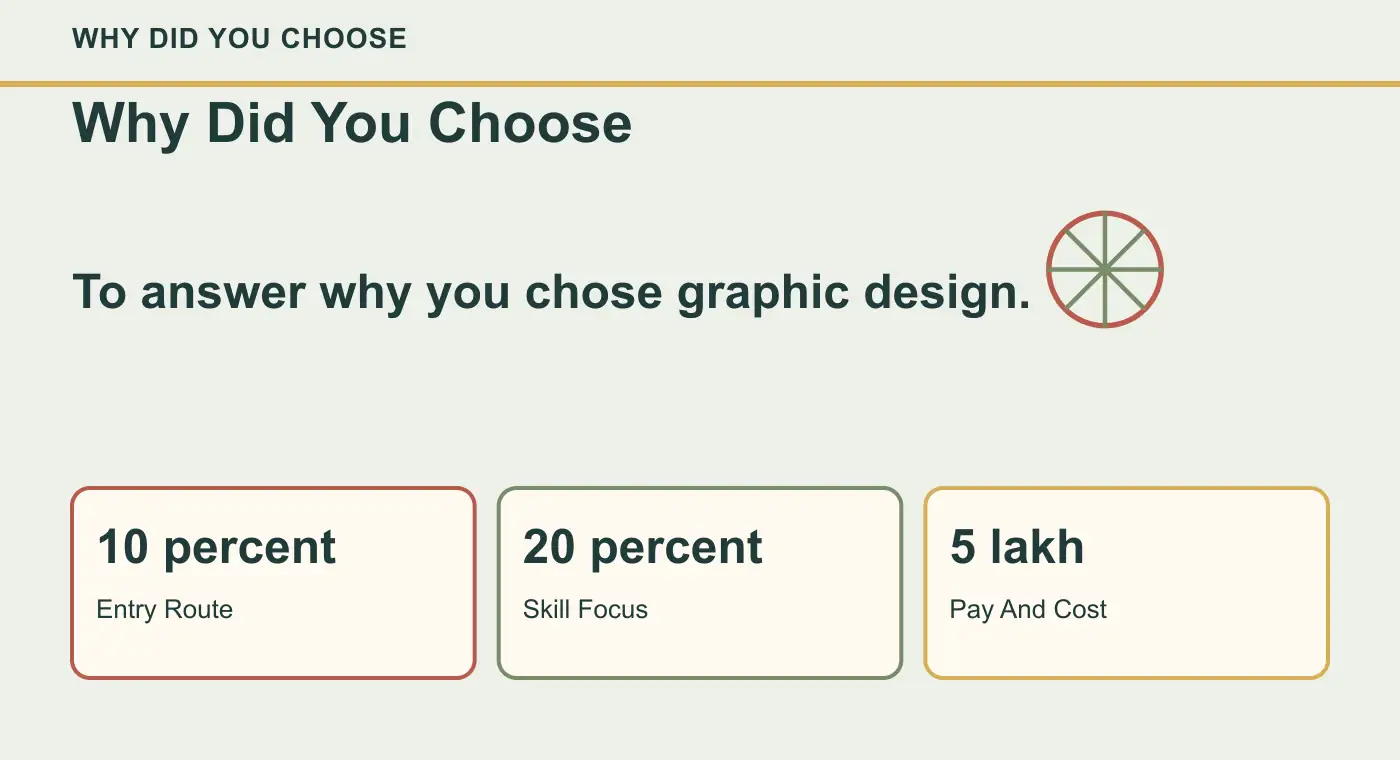 WHY DID YOU CHOOSE
Why Did You Choose
To answer why you chose graphic design.
10 percent
Entry Route
20 percent
Skill Focus
5 lakh
Pay And Cost